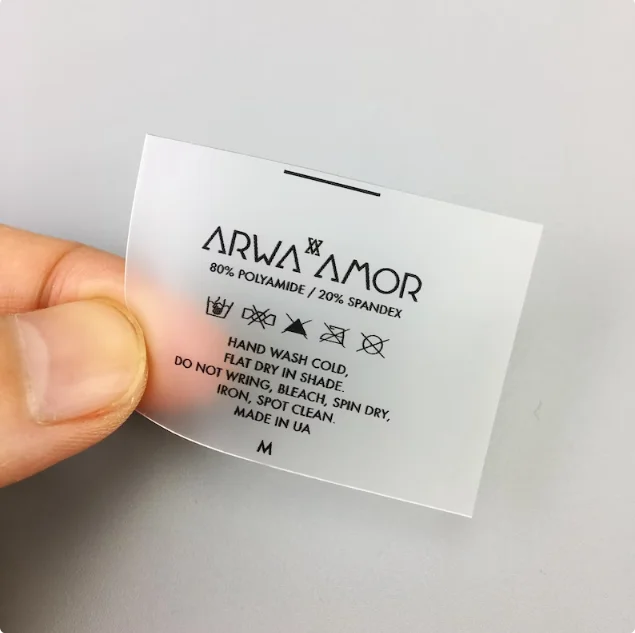 ARWA AMOR
80% POLYAMIDE / 20% SPANDEX
HAND WASH COLD,
FLAT DRY IN SHADE.
DO NOT WRING, BLEACH, SPIN DRY,
IRON, SPOT CLEAN.
MADE IN UA
M